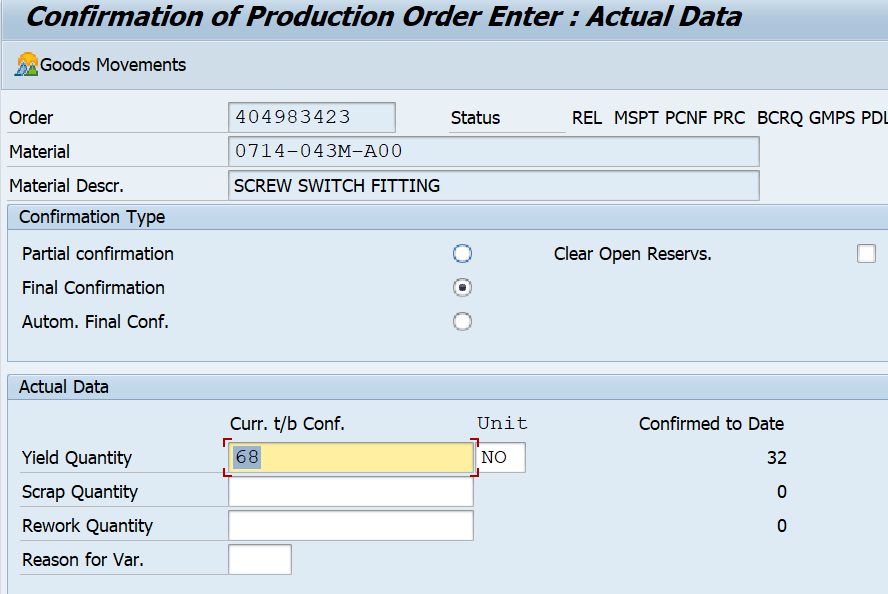 Confirmation of Production Order Enter : Actual Data
Goods Movements
Order 404983423 Status REL MSPT PCNF PRC BCRQ GMPS PDL
Material 0714-043M-A00
Material Descr. SCREW SWITCH FITTING
Confirmation Type
Partial confirmation Clear Open Reservs.
Final Confirmation
Autom. Final Conf.
Actual Data
Curr. t/b Conf. Unit Confirmed to Date
Yield Quantity 68 NO 32
Scrap Quantity 0
Rework Quantity 0
Reason for Var.